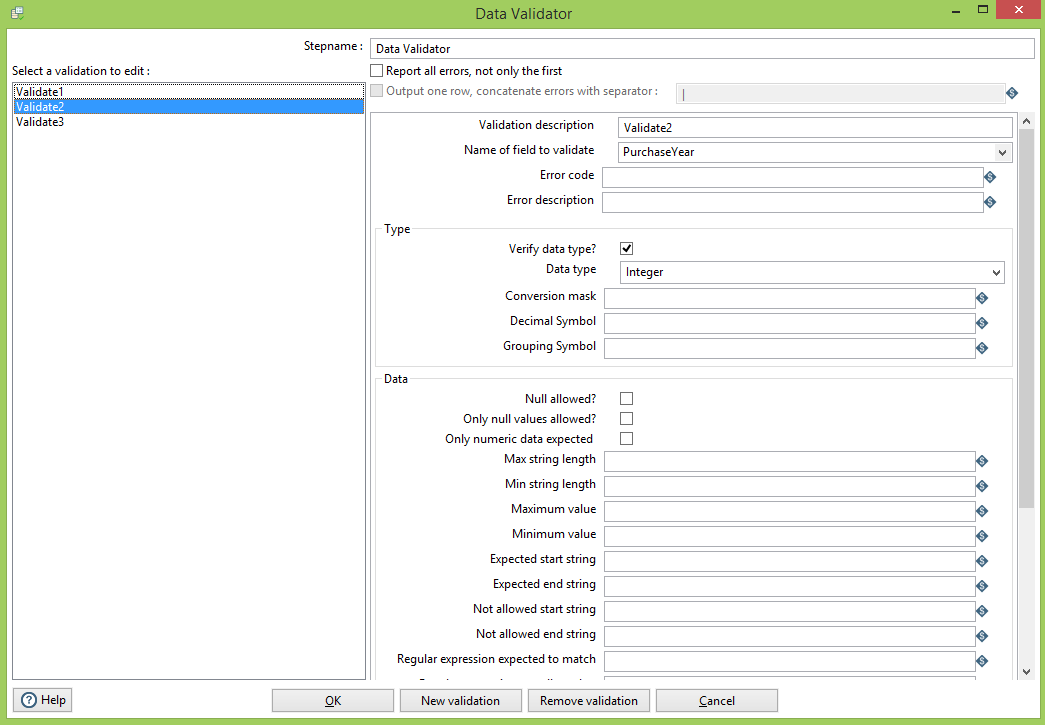 Data Validator
Stepname : Data Validator
Select a validation to edit :
Report all errors, not only the first
Output one row, concatenate errors with separator : |
Validate1
Validate2
Validate3
Validation description Validate2
Name of field to validate PurchaseYear
Error code
Error description
Type
Verify data type?
Data type Integer
Conversion mask
Decimal Symbol
Grouping Symbol
Data
Null allowed?
Only null values allowed?
Only numeric data expected
Max string length
Min string length
Maximum value
Minimum value
Expected start string
Expected end string
Not allowed start string
Not allowed end string
Regular expression expected to match
Help OK New validation Remove validation Cancel